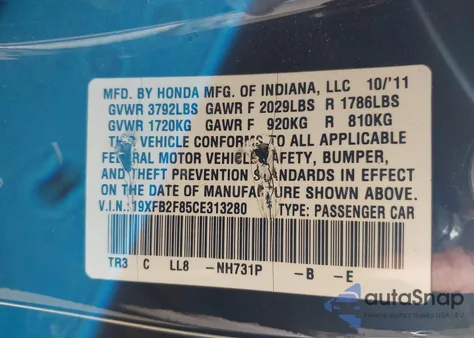 MFD. BY HONDA MFG. OF INDIANA, LLC 10/'11
GVWR 3792LBS GAWR F 2029LBS R 1786LBS
GVWR 1720KG GAWR F 920KG R 810KG
VEHICLE CONFORMS TO ALL APPLICABLE
MOTOR VEHICLE SAFETY, BUMPER,
AND THEFT PREVENTION STANDARDS IN EFFECT
ON THE DATE OF MANUFACTURE SHOWN ABOVE.
V.I.N.: 19XFB2F85CE313280 TYPE: PASSENGER CAR
TR3 C LL8 -NH731P -B -E
autoSnap